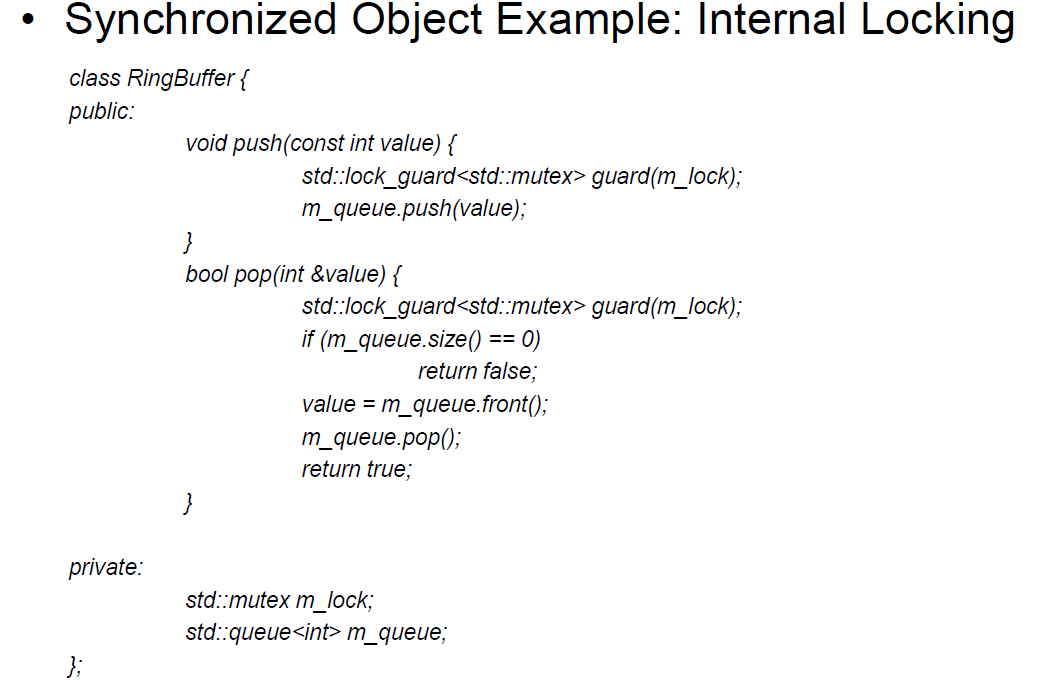 • Synchronized Object Example: Internal Locking
class RingBuffer {
public:
void push(const int value) {
std::lock_guard<std::mutex> guard(m_lock);
m_queue.push(value);
}
bool pop(int &value) {
std::lock_guard<std::mutex> guard(m_lock);
if (m_queue.size() == 0)
return false;
value = m_queue.front();
m_queue.pop();
return true;
}
private:
std::mutex m_lock;
std::queue<int> m_queue;
};